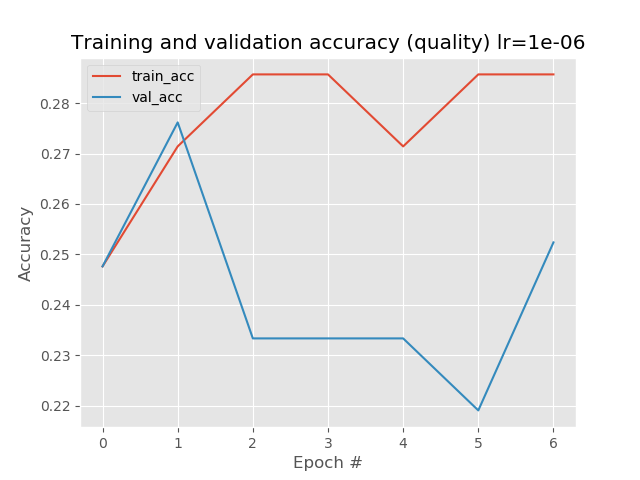 Training and validation accuracy (quality) lr=1e-06
train_acc
val_acc
0.28
0.27
0.26
0.25
0.24
0.23
0.22
Accuracy
0 1 2 3 4 5 6
Epoch #